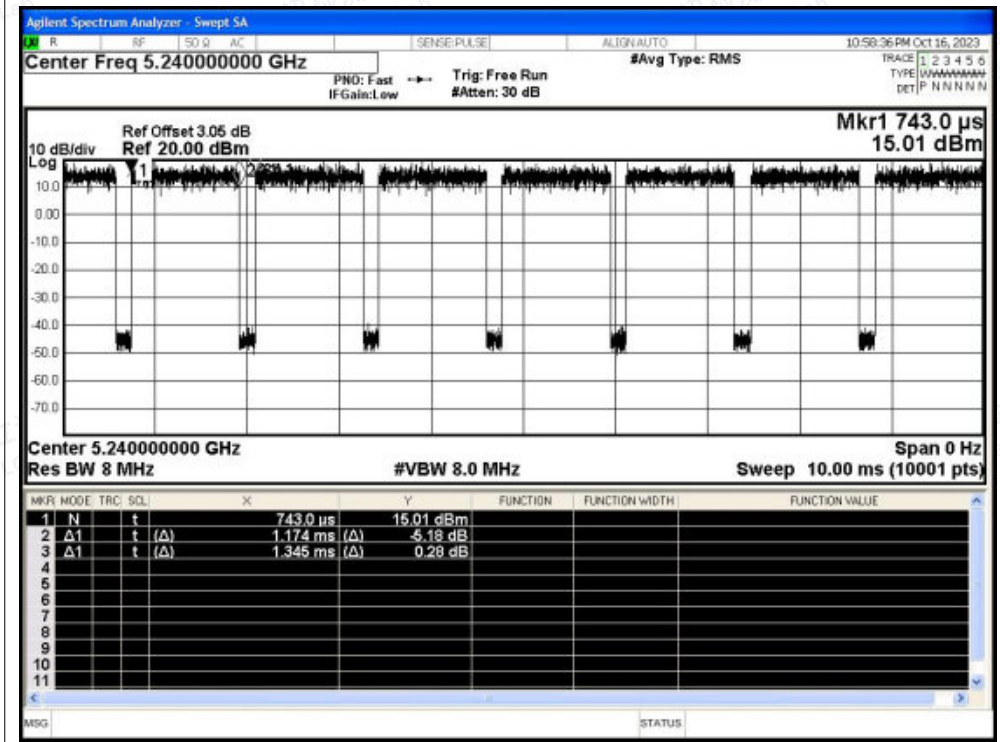 Agilent Spectrum Analyzer - Swept SA
R RF 50 Ω AC SENSE:PULSE ALIGNAUTO 10:58:36 PM Oct 16, 2023
Center Freq 5.240000000 GHz #Avg Type: RMS TRACE 1 2 3 4 5 6
PNO: Fast Trig: Free Run TYPE
IFGain:Low #Atten: 30 dB DET P N N N N N
Mkr1 743.0 µs
Ref Offset 3.05 dB
10 dB/div Ref 20.00 dBm 15.01 dBm
Log
1
10.0
0.00
-10.0
-20.0
-30.0
-40.0
-50.0
-60.0
-70.0
Center 5.240000000 GHz Span 0 Hz
Res BW 8 MHz #VBW 8.0 MHz Sweep 10.00 ms (10001 pts)
MKR MODE TRC SCL X Y FUNCTION FUNCTION WIDTH FUNCTION VALUE
1 N t 743.0 µs 15.01 dBm
2 Δ1 t (Δ) 1.174 ms (Δ) -5.18 dB
3 Δ1 t (Δ) 1.345 ms (Δ) 0.28 dB
4
5
6
7
8
9
10
11
MSG STATUS